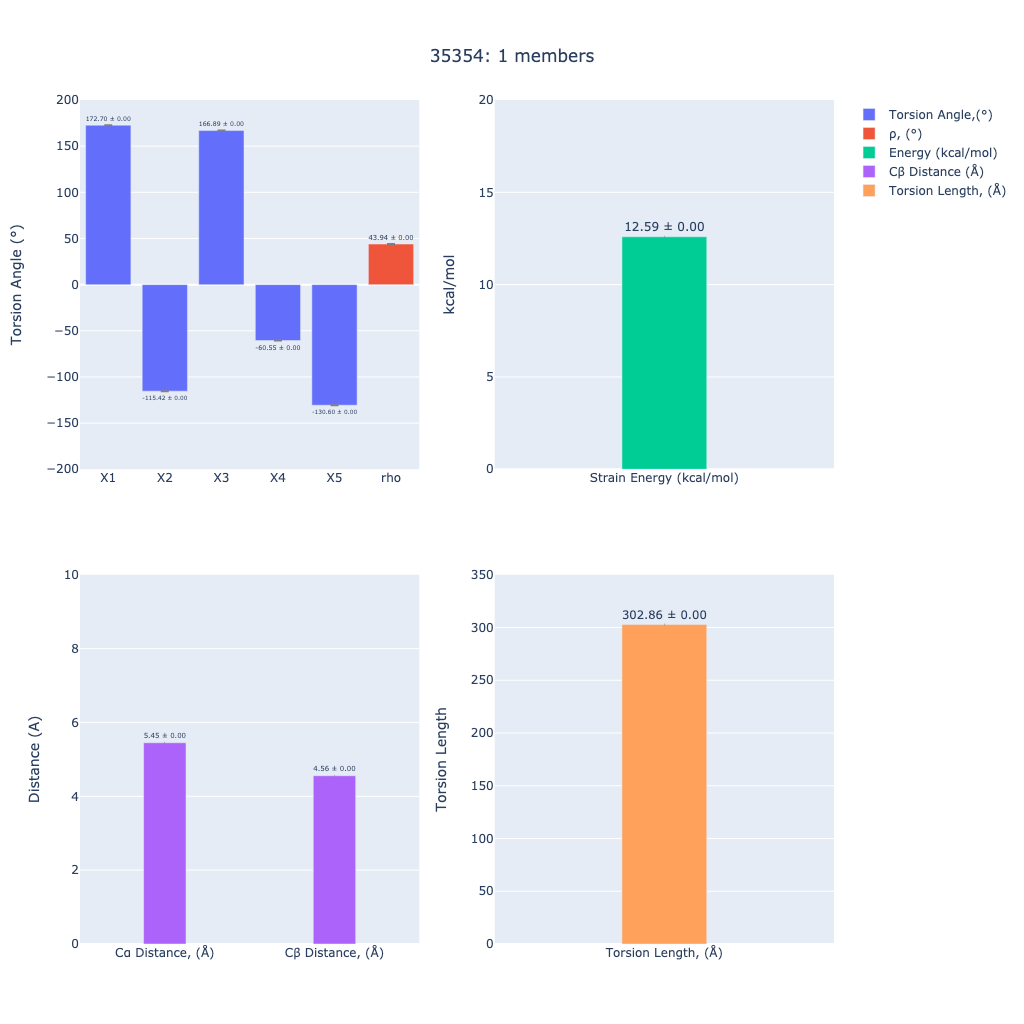 35354: 1 members
Torsion Angle (°)
200
150
100
50
0
−50
−100
−150
−200
172.70 ± 0.00
-115.42 ± 0.00
166.89 ± 0.00
-60.55 ± 0.00
-130.60 ± 0.00
43.94 ± 0.00
X1 X2 X3 X4 X5 rho
kcal/mol
20
15
10
5
0
12.59 ± 0.00
Strain Energy (kcal/mol)
Torsion Angle,(°)
ρ, (°)
Energy (kcal/mol)
Cβ Distance (Å)
Torsion Length, (Å)
Distance (A)
10
8
6
4
2
0
5.45 ± 0.00
4.56 ± 0.00
Cα Distance, (Å) Cβ Distance, (Å)
Torsion Length
350
300
250
200
150
100
50
0
302.86 ± 0.00
Torsion Length, (Å)